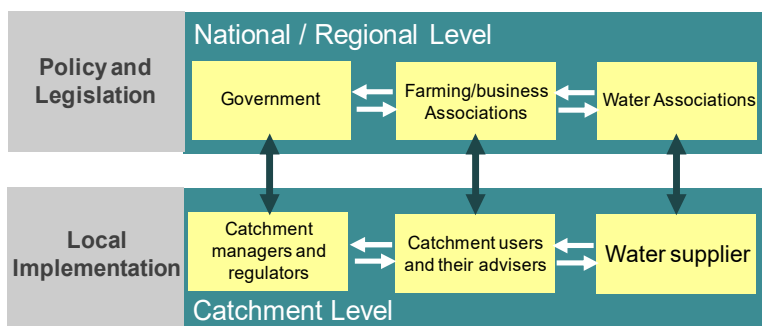 National / Regional Level
Policy and
Legislation
Government
Farming/business
Associations
Water Associations
Local
Implementation
Catchment
managers and
regulators
Catchment users
and their advisers
Water supplier
Catchment Level